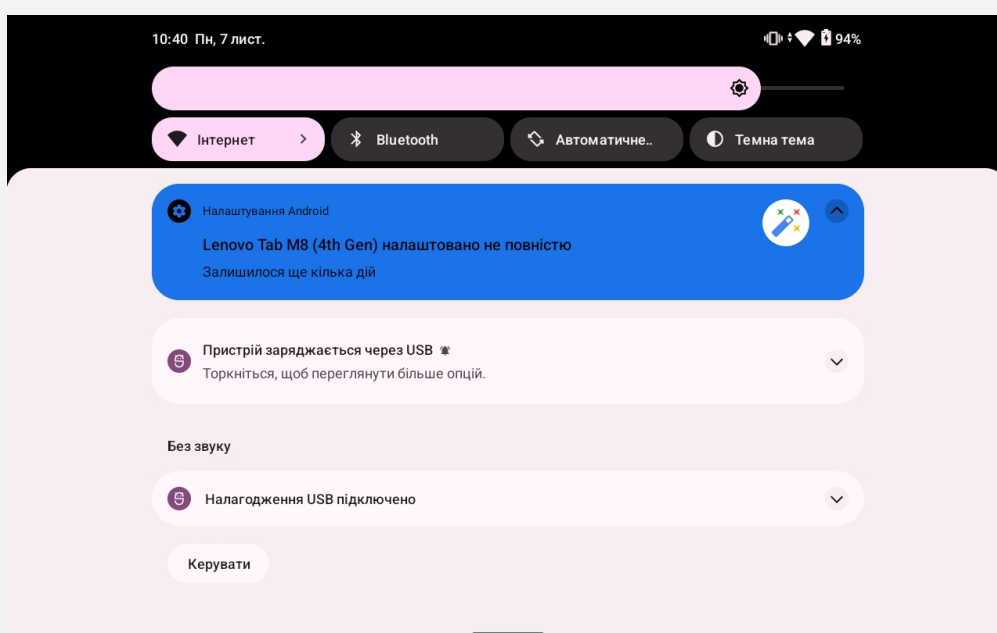 10:40 Пн, 7 лист. 94%
Інтернет Bluetooth Автоматичне.. Темна тема
Налаштування Android
Lenovo Tab M8 (4th Gen) налаштовано не повністю
Залишилося ще кілька дій
Пристрій заряджається через USB
Торкніться, щоб переглянути більше опцій.
Без звуку
Налагодження USB підключено
Керувати